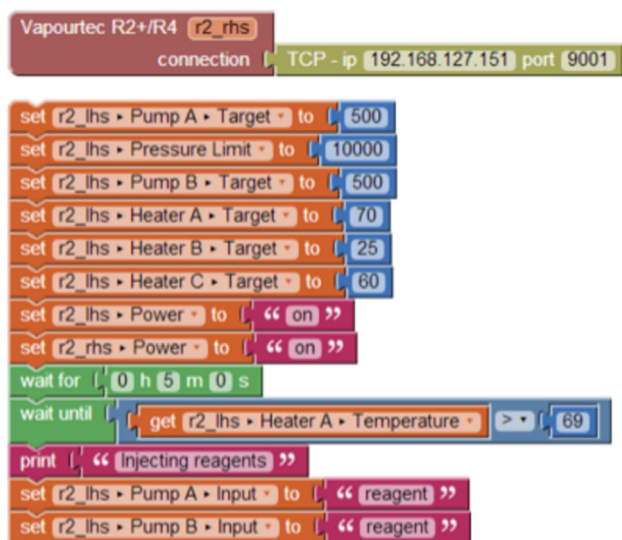 Vapourtec R2+/R4 r2_rhs
connection TCP - ip 192.168.127.151 port 9001
set r2_lhs ▸ Pump A ▸ Target ▾ to 500
set r2_lhs ▸ Pressure Limit ▾ to 10000
set r2_lhs ▸ Pump B ▸ Target ▾ to 500
set r2_lhs ▸ Heater A ▸ Target ▾ to 70
set r2_lhs ▸ Heater B ▸ Target ▾ to 25
set r2_lhs ▸ Heater C ▸ Target ▾ to 60
set r2_lhs ▸ Power ▾ to “ on ”
set r2_rhs ▸ Power ▾ to “ on ”
wait for 0 h 5 m 0 s
wait until get r2_lhs ▸ Heater A ▸ Temperature ▾ > ▾ 69
print “ Injecting reagents ”
set r2_lhs ▸ Pump A ▸ Input ▾ to “ reagent ”
set r2_lhs ▸ Pump B ▸ Input ▾ to “ reagent ”